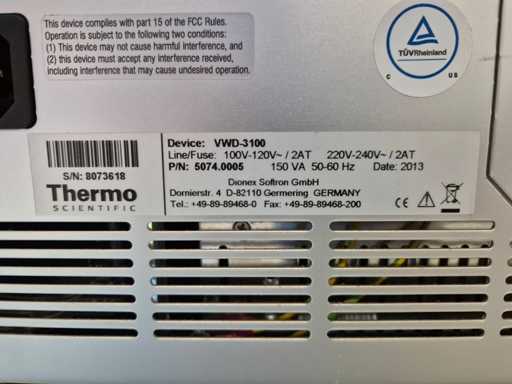 This device complies with part 15 of the FCC Rules.
Operation is subject to the following two conditions:
(1) This Device may not cause harmful interference, and
(2) this device must accept any interference received,
including interference that may cause undesired operation.
TÜVRheinland
C US
Device: VWD-3100
Line/Fuse: 100V-120V~ / 2AT 220V-240V~ / 2AT
P/N: 5074.0005 150 VA 50-60 Hz Date: 2013
S/N: 8073618
Thermo
SCIENTIFIC
Dionex Softron GmbH
Dornierstr. 4 D-82110 Germering GERMANY
Tel.: +49-89-89468-0 Fax: +49-89-89468-200
CE